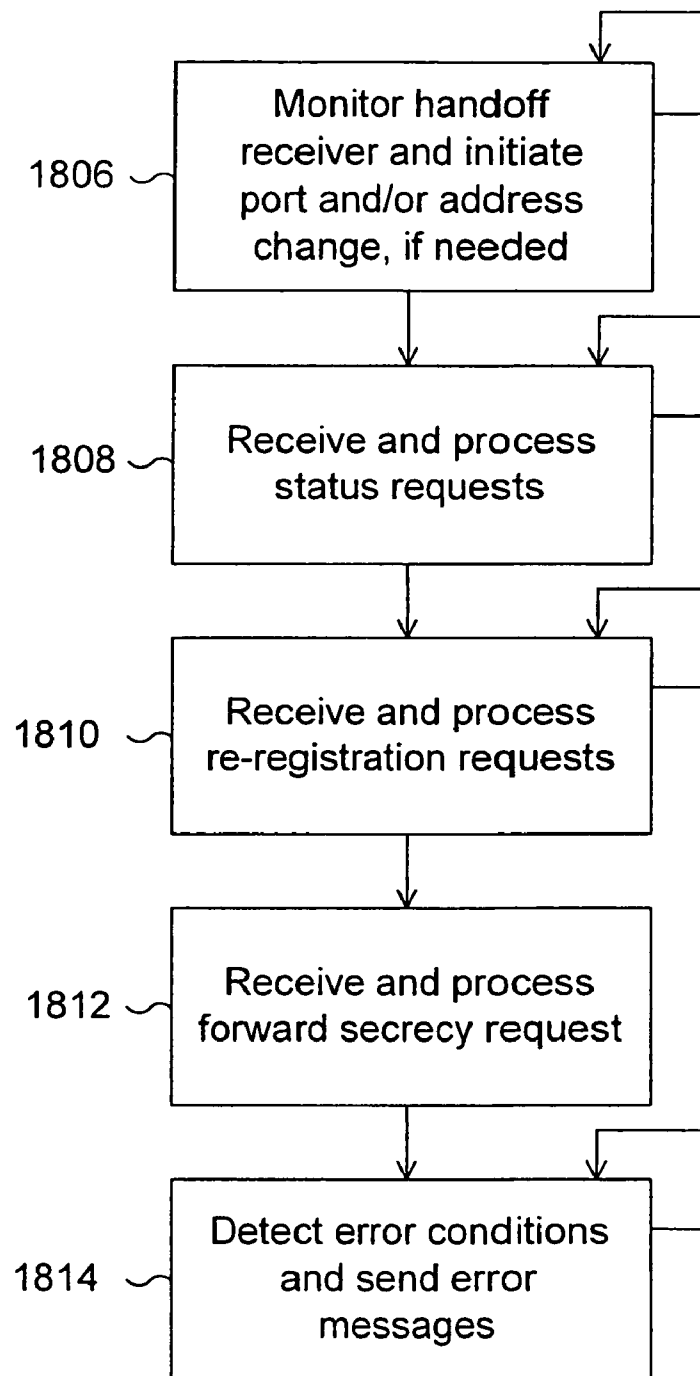 1806
Monitor handoff
receiver and initiate
port and/or address
change, if needed
1808
Receive and process
status requests
1810
Receive and process
re-registration requests
1812
Receive and process
forward secrecy request
1814
Detect error conditions
and send error
messages